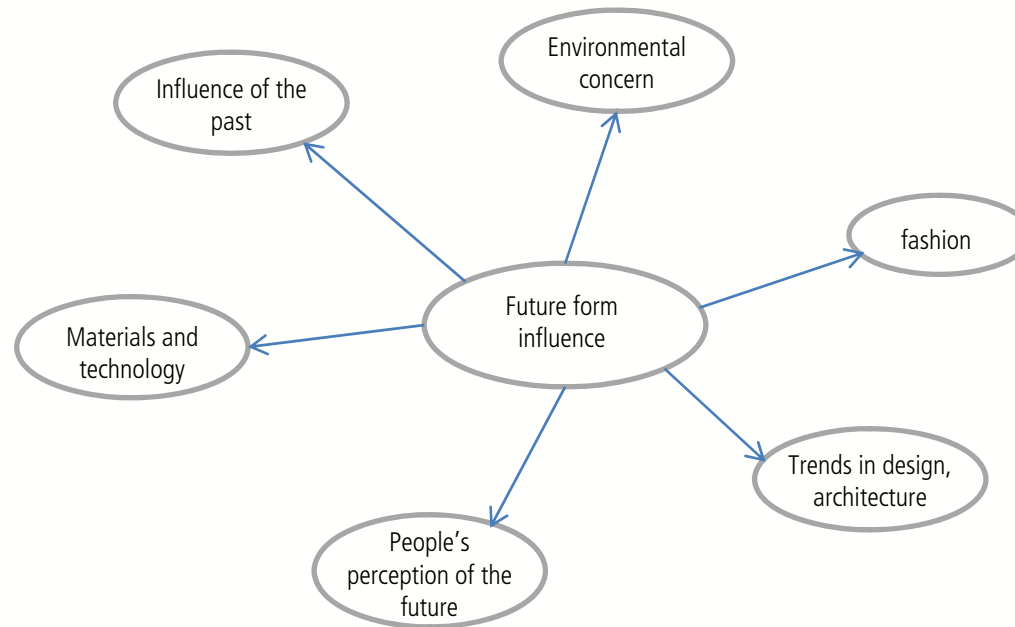 Environmental
concern
Influence of the
past
fashion
Future form
influence
Materials and
technology
Trends in design,
architecture
People’s
perception of the
future